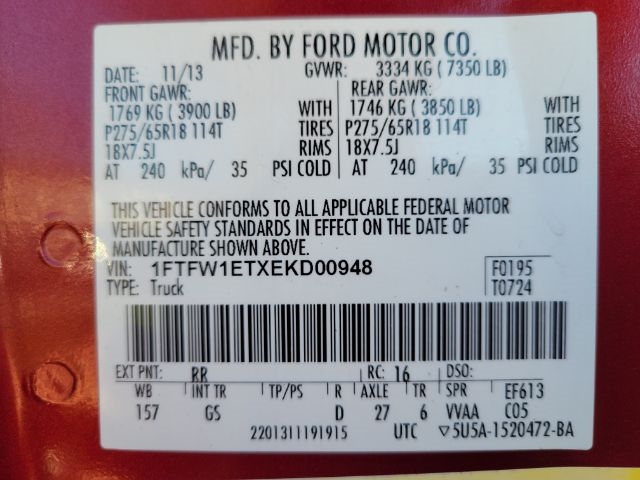 MFD. BY FORD MOTOR CO.
DATE: 11/13 GVWR: 3334 KG ( 7350 LB)
FRONT GAWR: REAR GAWR:
1769 KG ( 3900 LB) WITH 1746 KG ( 3850 LB) WITH
P275/65R18 114T TIRES P275/65R18 114T TIRES
18X7.5J RIMS 18X7.5J RIMS
AT 240 kPa/ 35 PSI COLD AT 240 kPa/ 35 PSI COLD
THIS VEHICLE CONFORMS TO ALL APPLICABLE FEDERAL MOTOR
VEHICLE SAFETY STANDARDS IN EFFECT ON THE DATE OF
MANUFACTURE SHOWN ABOVE.
VIN: 1FTFW1ETXEKD00948 F0195
TYPE: Truck T0724
EXT PNT: RR RC: 16 DSO:
WB INT TR TP/PS R AXLE TR SPR EF613
157 GS D 27 6 VVAA C05
2201311191915 UTC ▽5U5A-1520472-BA